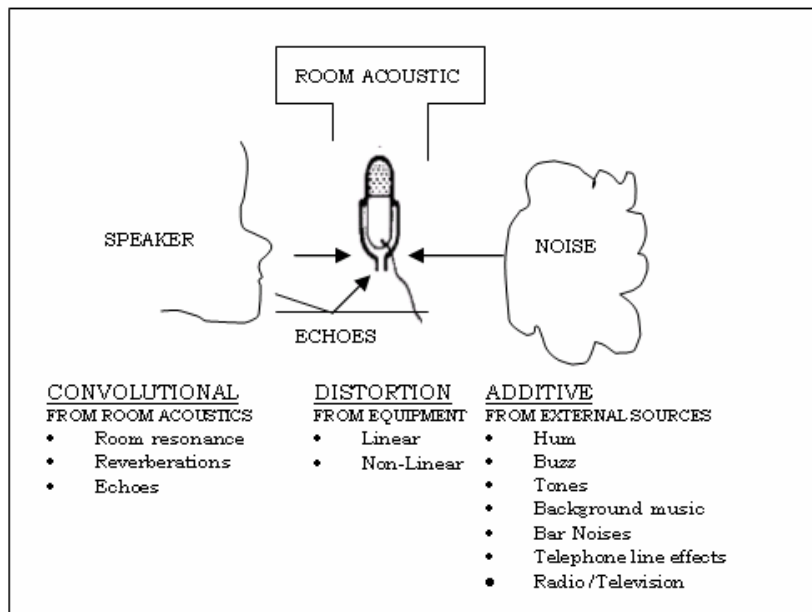 ROOM ACOUSTIC
SPEAKER
NOISE
ECHOES
CONVOLUTIONAL
FROM ROOM ACOUSTICS
• Room resonance
• Reverberations
• Echoes
DISTORTION
FROM EQUIPMENT
• Linear
• Non-Linear
ADDITIVE
FROM EXTERNAL SOURCES
• Hum
• Buzz
• Tones
• Background music
• Bar Noises
• Telephone line effects
• Radio/Television